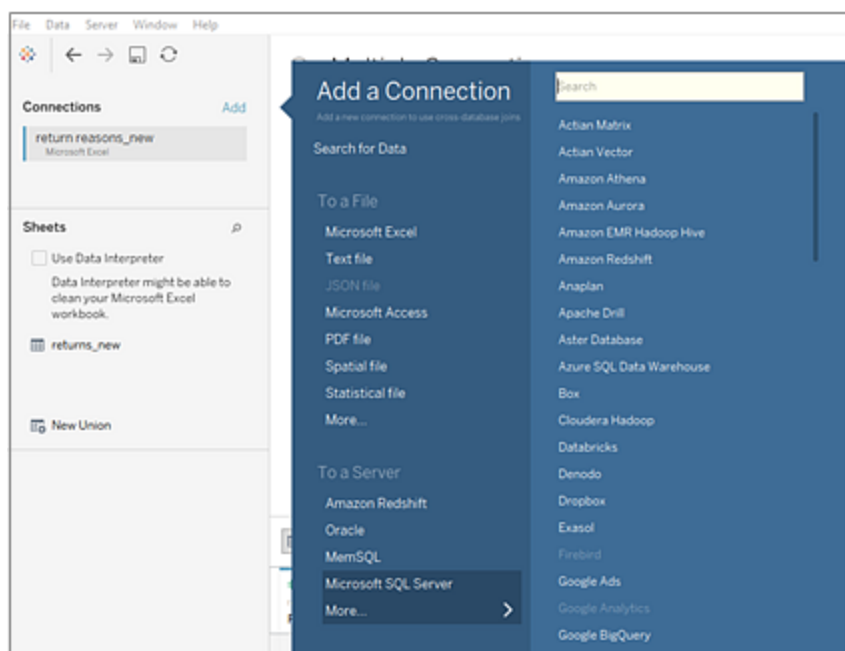 File Data Server Window Help
Connections Add
return reasons_new
Microsoft Excel
Sheets
Use Data Interpreter
Data Interpreter might be able to
clean your Microsoft Excel
workbook.
returns_new
New Union
Add a Connection
Add a new connection to use cross-database joins
Search for Data
To a File
Microsoft Excel
Text file
JSON file
Microsoft Access
PDF file
Spatial file
Statistical file
More...
To a Server
Amazon Redshift
Oracle
MemSQL
Microsoft SQL Server
More...
Search
Actian Matrix
Actian Vector
Amazon Athena
Amazon Aurora
Amazon EMR Hadoop Hive
Amazon Redshift
Anaplan
Apache Drill
Aster Database
Azure SQL Data Warehouse
Box
Cloudera Hadoop
Databricks
Denodo
Dropbox
Exasol
Firebird
Google Ads
Google Analytics
Google BigQuery